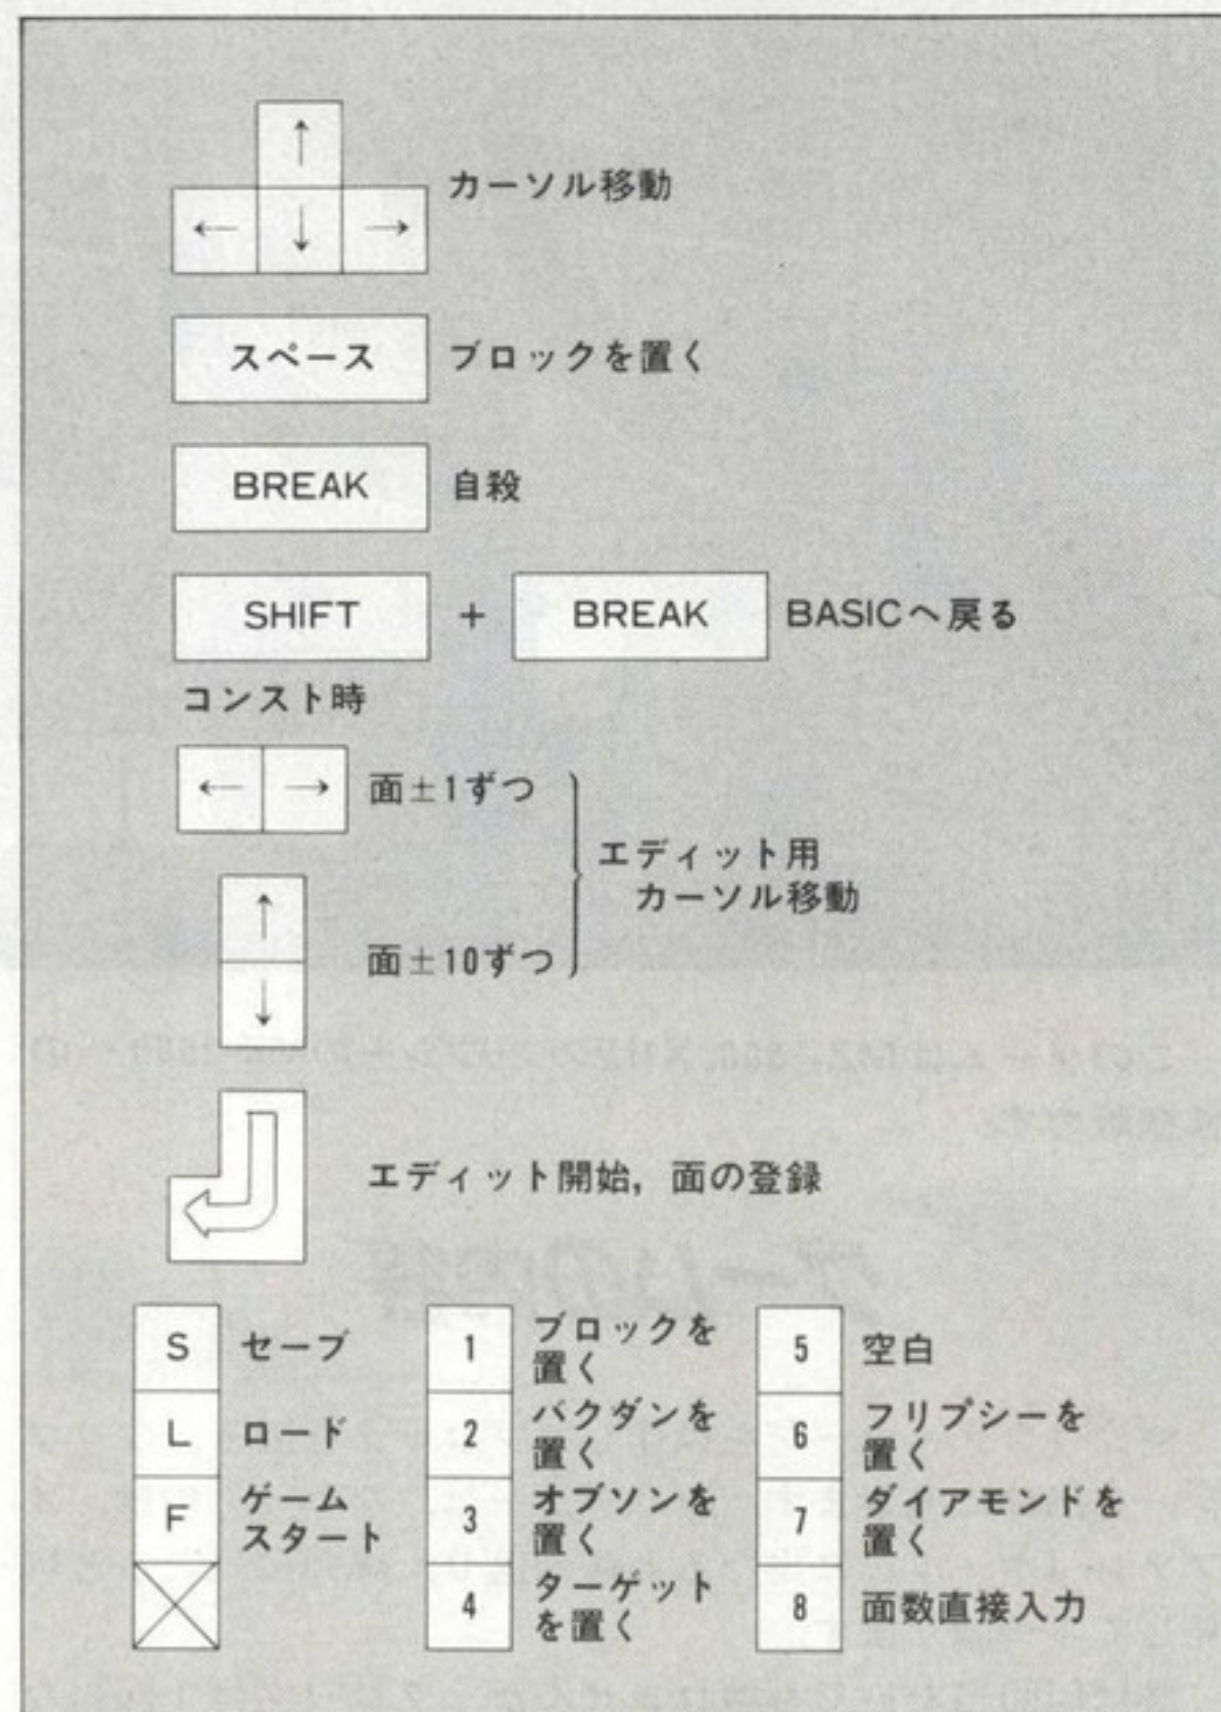 ↑
← ↓ → カーソル移動
スペース ブロックを置く
BREAK 自殺
SHIFT + BREAK BASICへ戻る
コンスト時
← → 面±1ずつ
エディット用
カーソル移動
↑
↓
面±10ずつ
エディット開始, 面の登録
S セーブ
L ロード
F ゲーム
スタート
1 ブロックを
置く
2 バクダンを
置く
3 オブソンを
置く
4 ターゲット
を置く
5 空白
6 フリプシーを
置く
7 ダイアモンドを
置く
8 面数直接入力